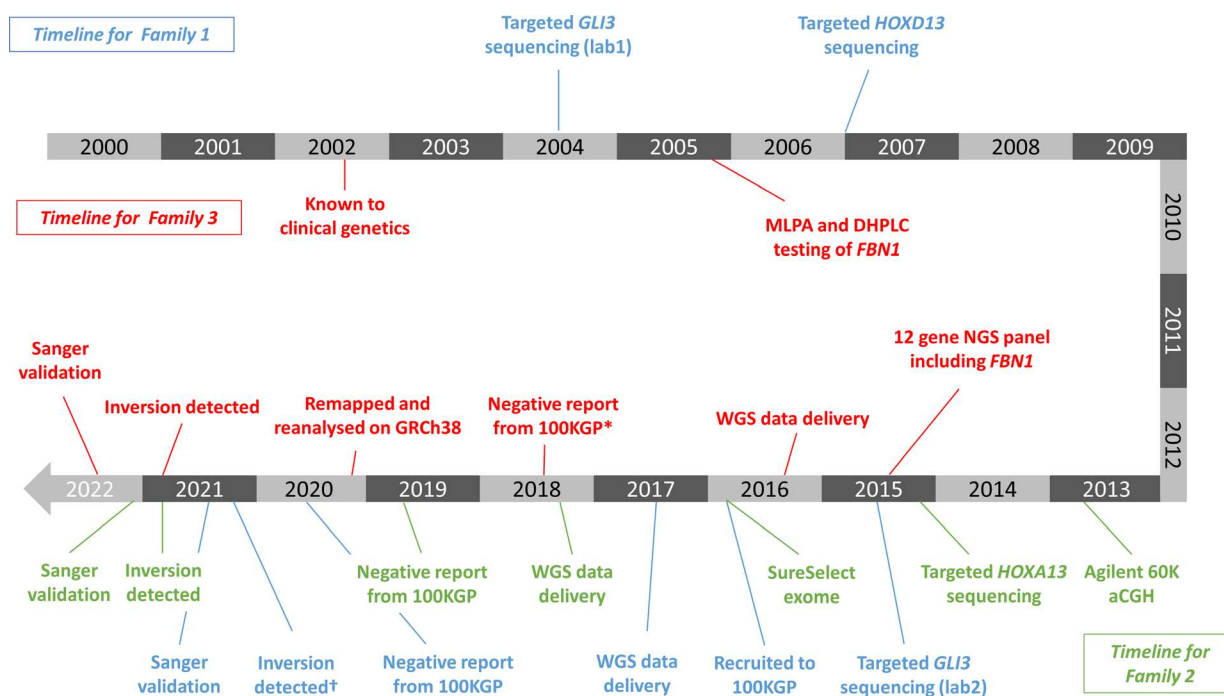 Timeline for Family 1
Targeted GLI3
sequencing (lab1)
Targeted HOXD13
sequencing
2000 2001 2002 2003 2004 2005 2006 2007 2008 2009
2010
2011
2012
Timeline for Family 3
Known to
clinical genetics
MLPA and DHPLC
testing of FBN1
Sanger
validation
Inversion detected
Remapped and
reanalysed on GRCh38
Negative report
from 100KGP*
WGS data delivery
12 gene NGS panel
including FBN1
2022 2021 2020 2019 2018 2017 2016 2015 2014 2013
Sanger
validation
Inversion
detected
Negative report
from 100KGP
WGS data
delivery
SureSelect
exome
Targeted HOXA13
sequencing
Agilent 60K
aCGH
Sanger
validation
Inversion
detected†
Negative report
from 100KGP
WGS data
delivery
Recruited to
100KGP
Targeted GLI3
sequencing (lab2)
Timeline for
Family 2